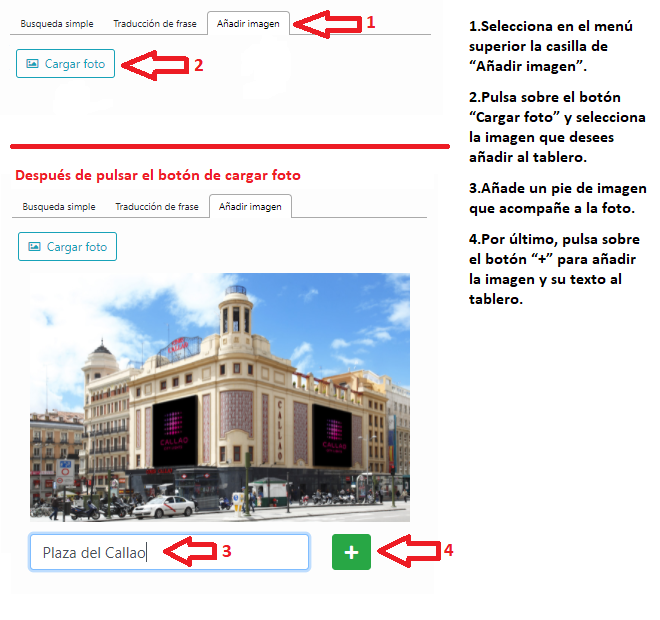 Busqueda simple
Traducción de frase
Añadir imagen
1
Cargar foto
2
Después de pulsar el botón de cargar foto
Busqueda simple
Traducción de frase
Añadir imagen
Cargar foto
CALLAO
CALLAO
CALLAO
CALLAO
Plaza del Callao
3
+
4
1.Selecciona en el menú
superior la casilla de
“Añadir imagen”.
2.Pulsa sobre el botón
“Cargar foto” y selecciona
la imagen que desees
añadir al tablero.
3.Añade un pie de imagen
que acompañe a la foto.
4.Por último, pulsa sobre
el botón “+” para añadir
la imagen y su texto al
tablero.